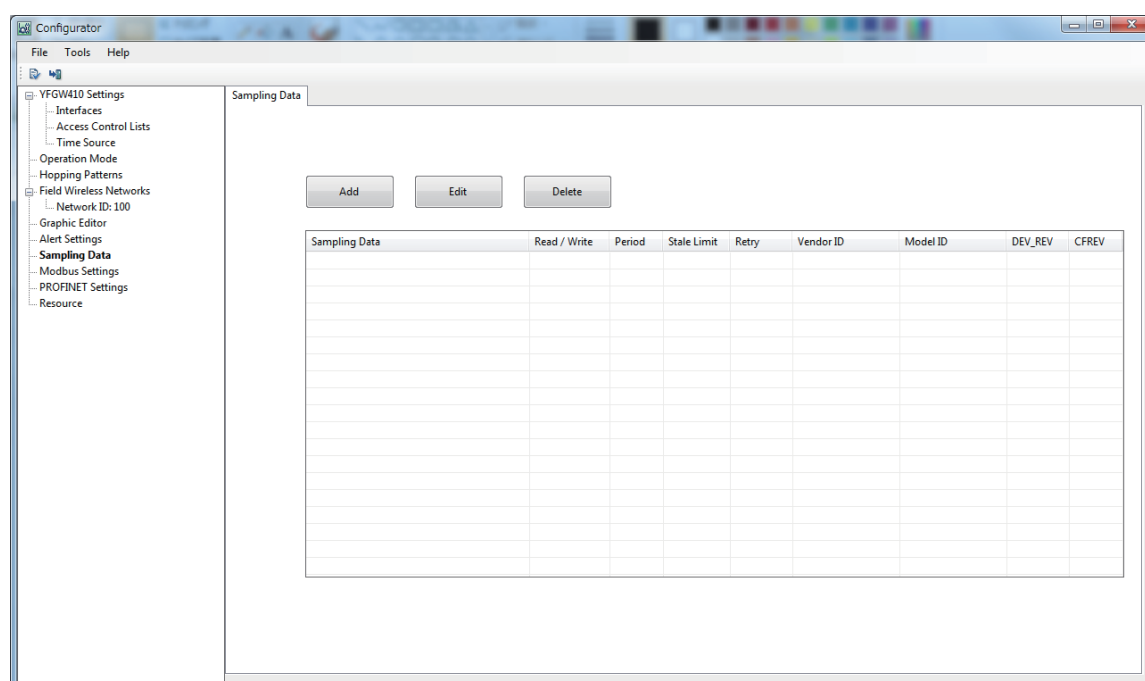 Configurator
File Tools Help
YFGW410 Settings
Interfaces
Access Control Lists
Time Source
Operation Mode
Hopping Patterns
Field Wireless Networks
Network ID: 100
Graphic Editor
Alert Settings
Sampling Data
Modbus Settings
PROFINET Settings
Resource
Sampling Data
Add Edit Delete
Sampling Data Read / Write Period Stale Limit Retry Vendor ID Model ID DEV_REV CFREV